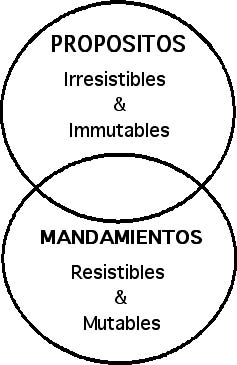 PROPOSITOS
Irresistibles
&
Immutables
MANDAMIENTOS
Resistibles
&
Mutables